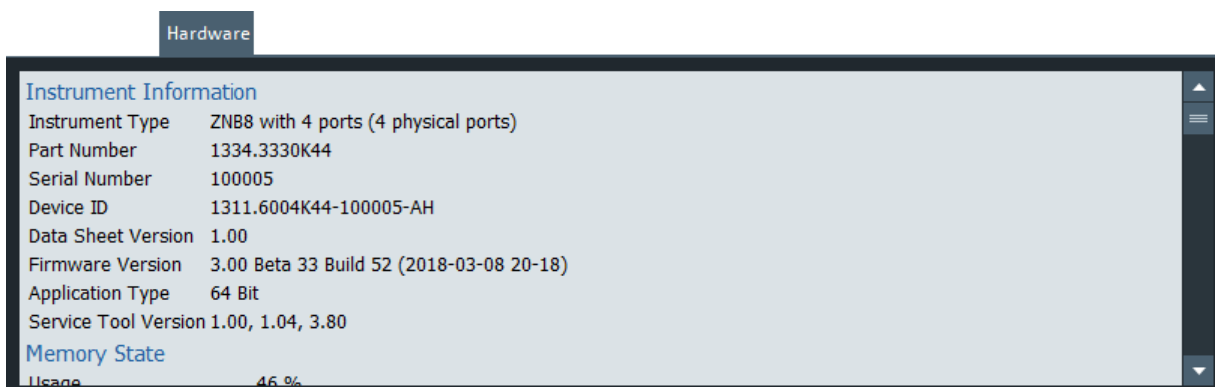 Hardware
Instrument Information
Instrument Type ZNB8 with 4 ports (4 physical ports)
Part Number 1334.3330K44
Serial Number 100005
Device ID 1311.6004K44-100005-AH
Data Sheet Version 1.00
Firmware Version 3.00 Beta 33 Build 52 (2018-03-08 20-18)
Application Type 64 Bit
Service Tool Version 1.00, 1.04, 3.80
Memory State
Usage 46 %